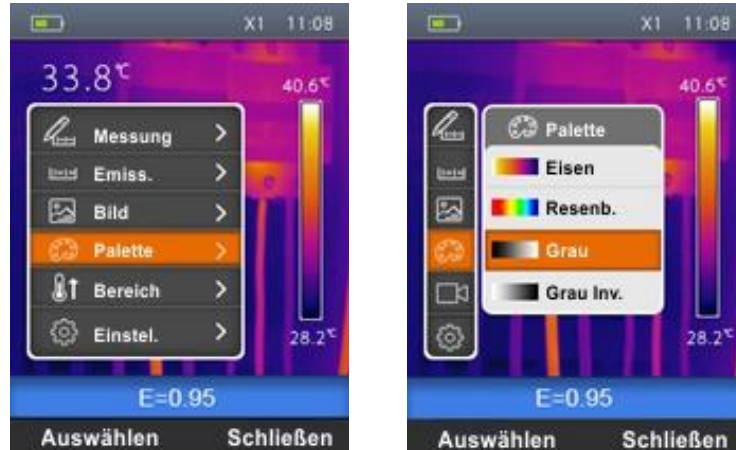 X1 11:08
33.8℃
40.6℃
Messung
Emiss.
Bild
Palette
Bereich
Einstel.
28.2℃
E=0.95
Auswählen Schließen
X1 11:08
40.6℃
Palette
Eisen
Resenb.
Grau
Grau Inv.
28.2℃
E=0.95
Auswählen Schließen